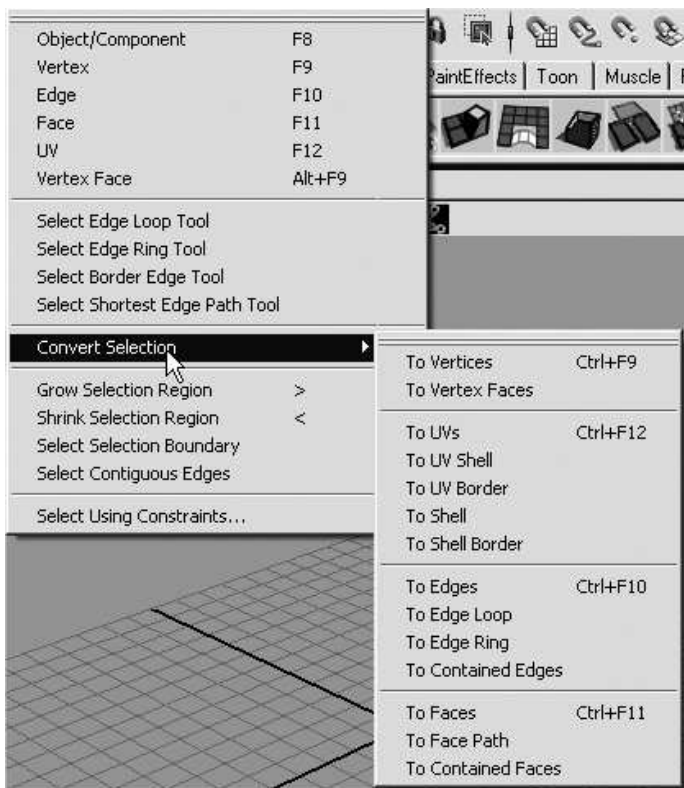 Object/Component F8
Vertex F9
Edge F10
Face F11
UV F12
Vertex Face Alt+F9
Select Edge Loop Tool
Select Edge Ring Tool
Select Border Edge Tool
Select Shortest Edge Path Tool
Convert Selection
Grow Selection Region >
Shrink Selection Region <
Select Selection Boundary
Select Contiguous Edges
Select Using Constraints...
PaintEffects Toon Muscle
To Vertices Ctrl+F9
To Vertex Faces
To UVs Ctrl+F12
To UV Shell
To UV Border
To Shell
To Shell Border
To Edges Ctrl+F10
To Edge Loop
To Edge Ring
To Contained Edges
To Faces Ctrl+F11
To Face Path
To Contained Faces